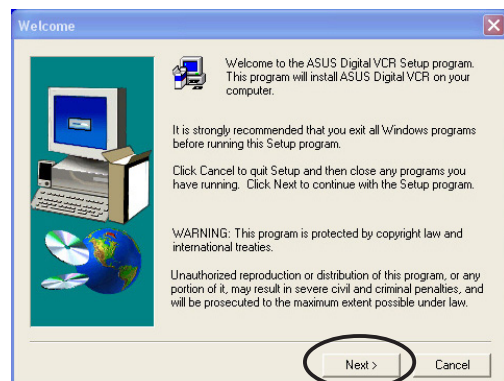 Welcome
Welcome to the ASUS Digital VCR Setup program.
This program will install ASUS Digital VCR on your
computer.
It is strongly recommended that you exit all Windows programs
before running this Setup program.
Click Cancel to quit Setup and then close any programs you
have running. Click Next to continue with the Setup program.
WARNING: This program is protected by copyright law and
international treaties.
Unauthorized reproduction or distribution of this program, or any
portion of it, may result in severe civil and criminal penalties, and
will be prosecuted to the maximum extent possible under law.
Next >
Cancel